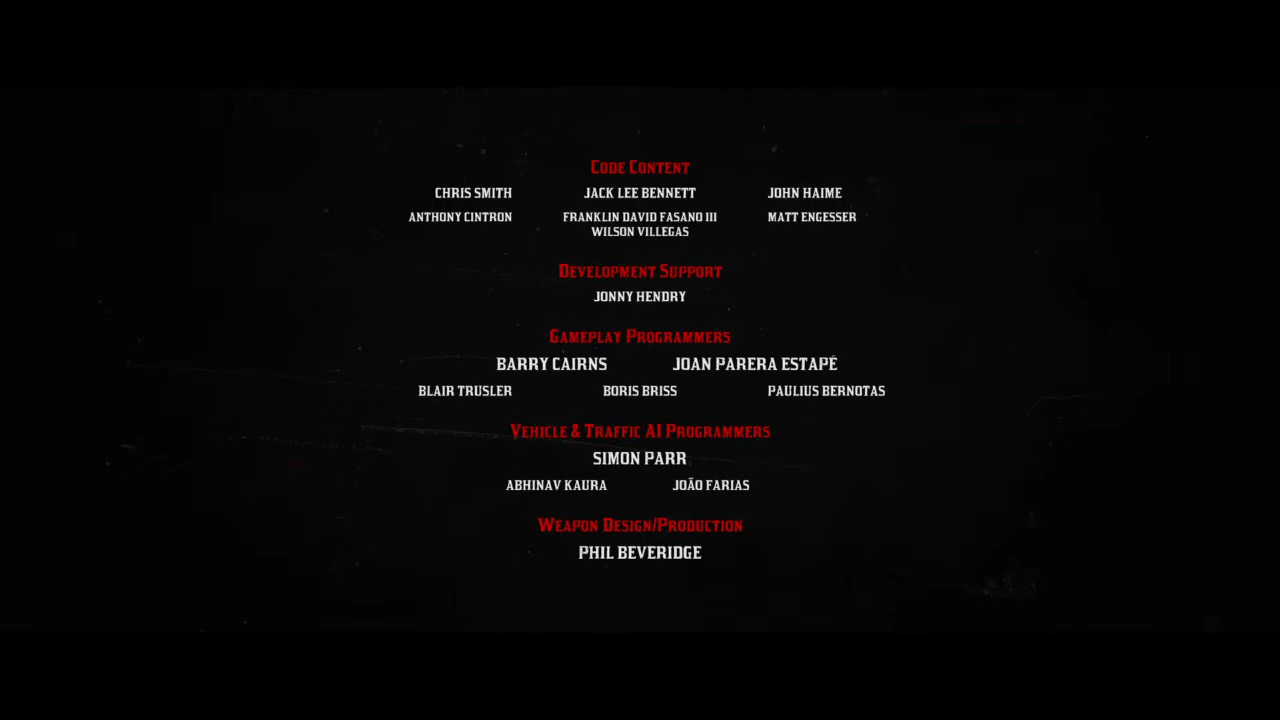 Code Content
CHRIS SMITH JACK LEE BENNETT JOHN HAIME
ANTHONY CINTRON FRANKLIN DAVID FASANO III MATT ENGESSER
WILSON VILLEGAS
Development Support
JONNY HENDRY
Gameplay Programmers
BARRY CAIRNS JOAN PARERA ESTAPÉ
BLAIR TRUSLER BORIS BRISS PAULIUS BERNOTAS
Vehicle & Traffic AI Programmers
SIMON PARR
ABHINAV KAURA JOÃO FARIAS
Weapon Design/Production
PHIL BEVERIDGE